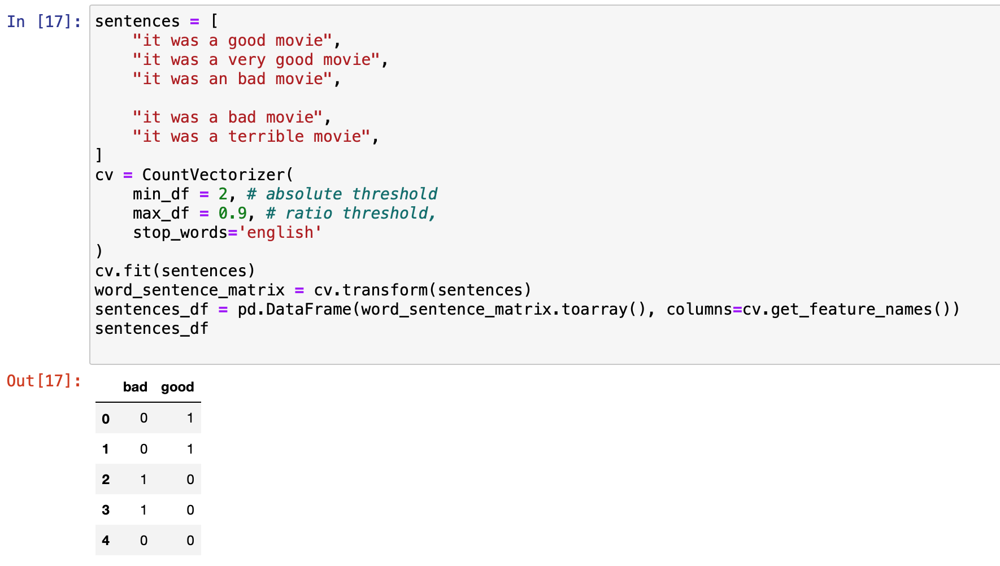 In [17]: sentences = [
    "it was a good movie",
    "it was a very good movie",
    "it was an bad movie",
    "it was a bad movie",
    "it was a terrible movie",
]
cv = CountVectorizer(
    min_df = 2, # absolute threshold
    max_df = 0.9, # ratio threshold,
    stop_words='english'
)
cv.fit(sentences)
word_sentence_matrix = cv.transform(sentences)
sentences_df = pd.DataFrame(word_sentence_matrix.toarray(), columns=cv.get_feature_names())
sentences_df
Out[17]:
bad good
0 0 1
1 0 1
2 1 0
3 1 0
4 0 0